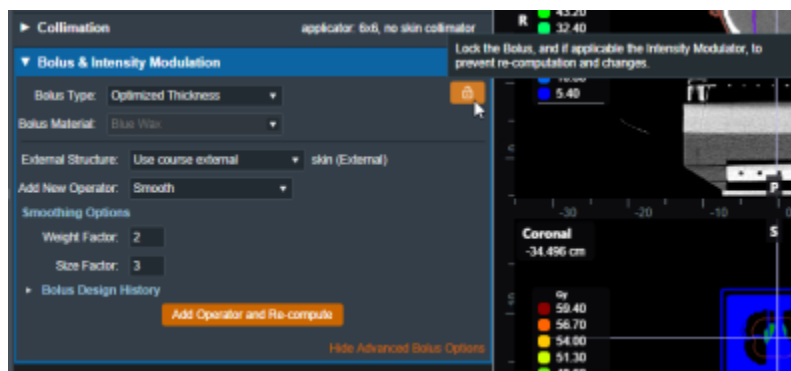 ▶ Collimation applicator: 6x6, no skin collimator
▼ Bolus & Intensity Modulation
Bolus Type: Optimized Thickness
Bolus Material: Blue Wax
External Structure: Use course external skin (External)
Add New Operator: Smooth
Smoothing Options
Weight Factor: 2
Size Factor: 3
▸ Bolus Design History
Add Operator and Re-compute
Hide Advanced Bolus Options
R
43.20
32.40
Lock the Bolus, and if applicable the Intensity Modulator, to
prevent re-computation and changes.
5.40
P
-30 -20 -10 0
Coronal
-34.496 cm
S
Gy
59.40
56.70
54.00
51.30